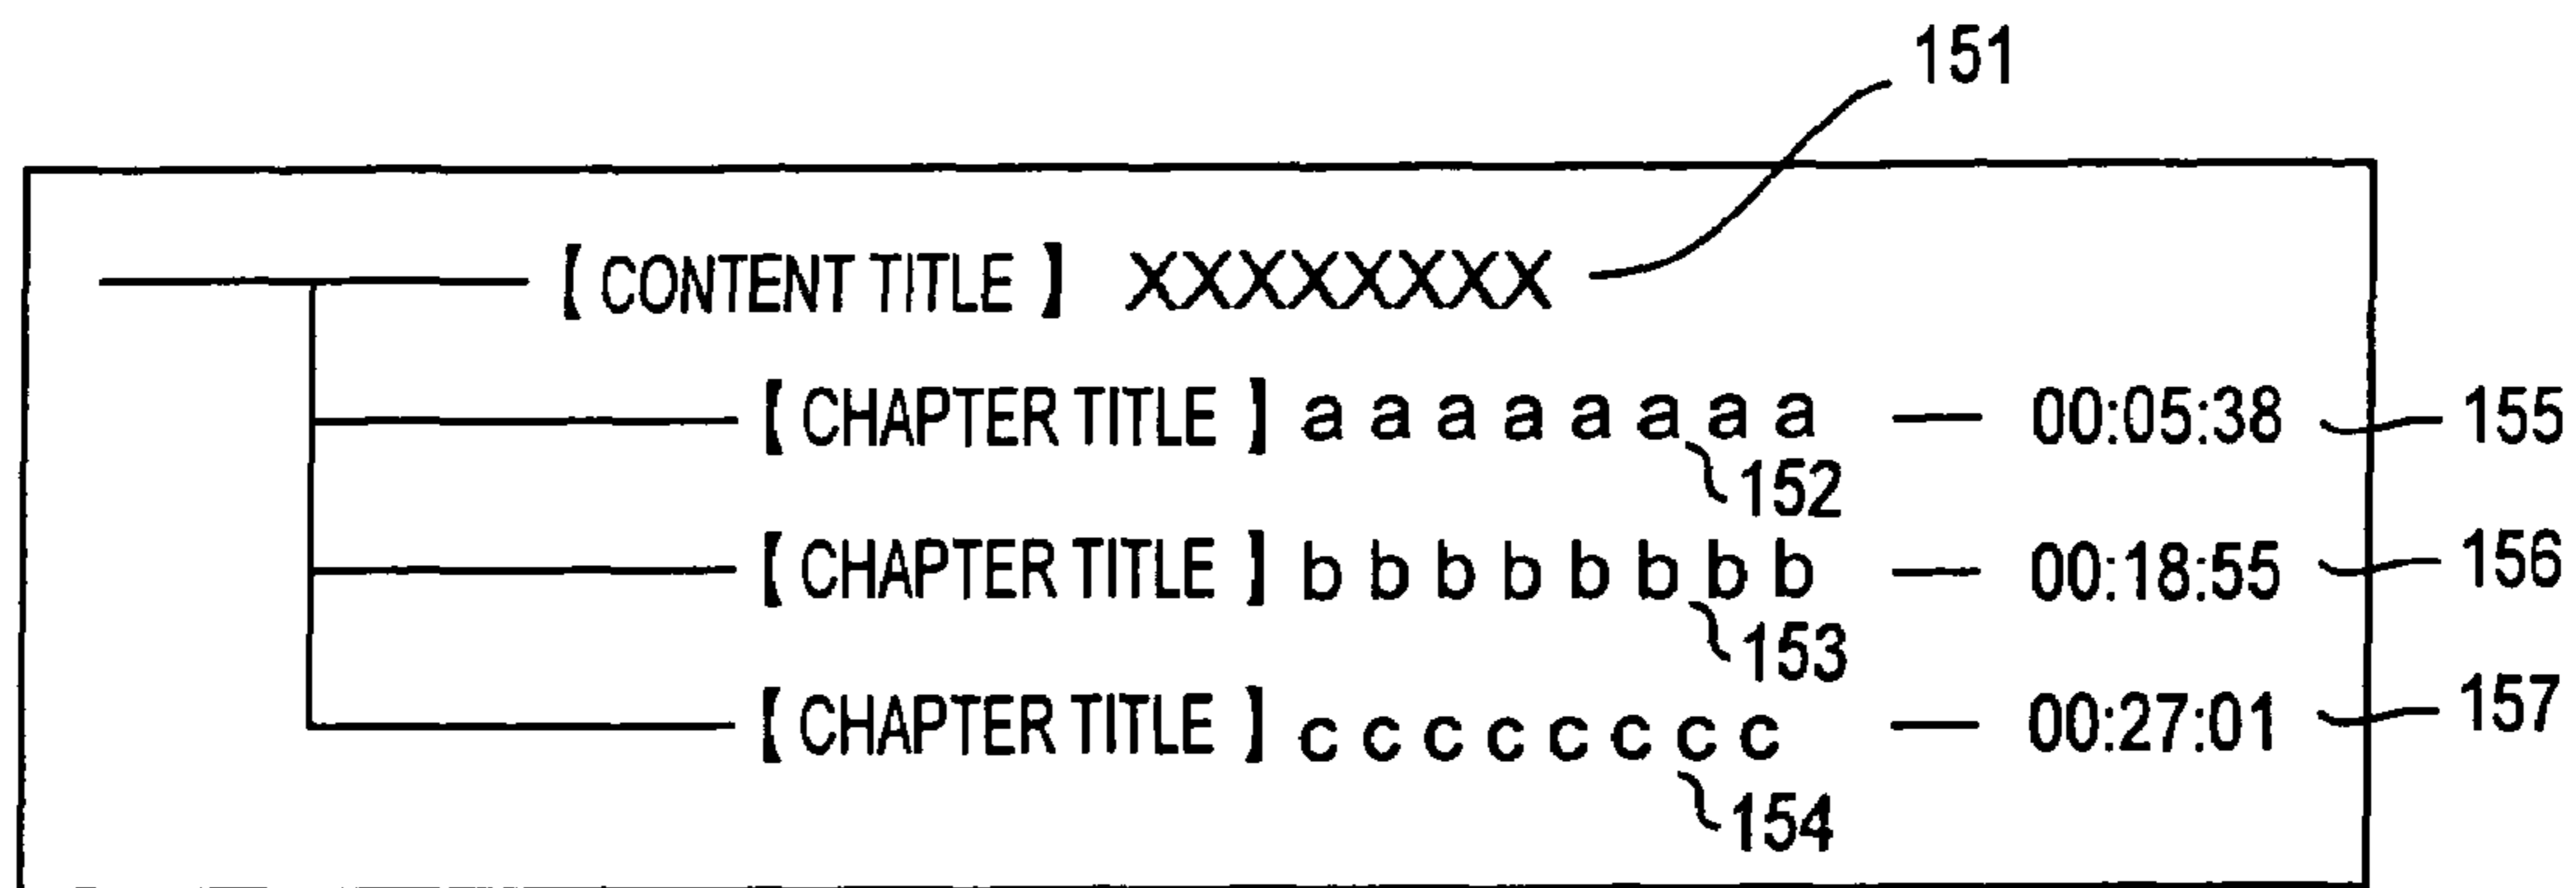 151
【 CONTENT TITLE 】 XXXXXXXX
【 CHAPTER TITLE 】 a a a a a a a a — 00:05:38 155
152
【 CHAPTER TITLE 】 b b b b b b b b — 00:18:55 156
153
【 CHAPTER TITLE 】 c c c c c c c c — 00:27:01 157
154